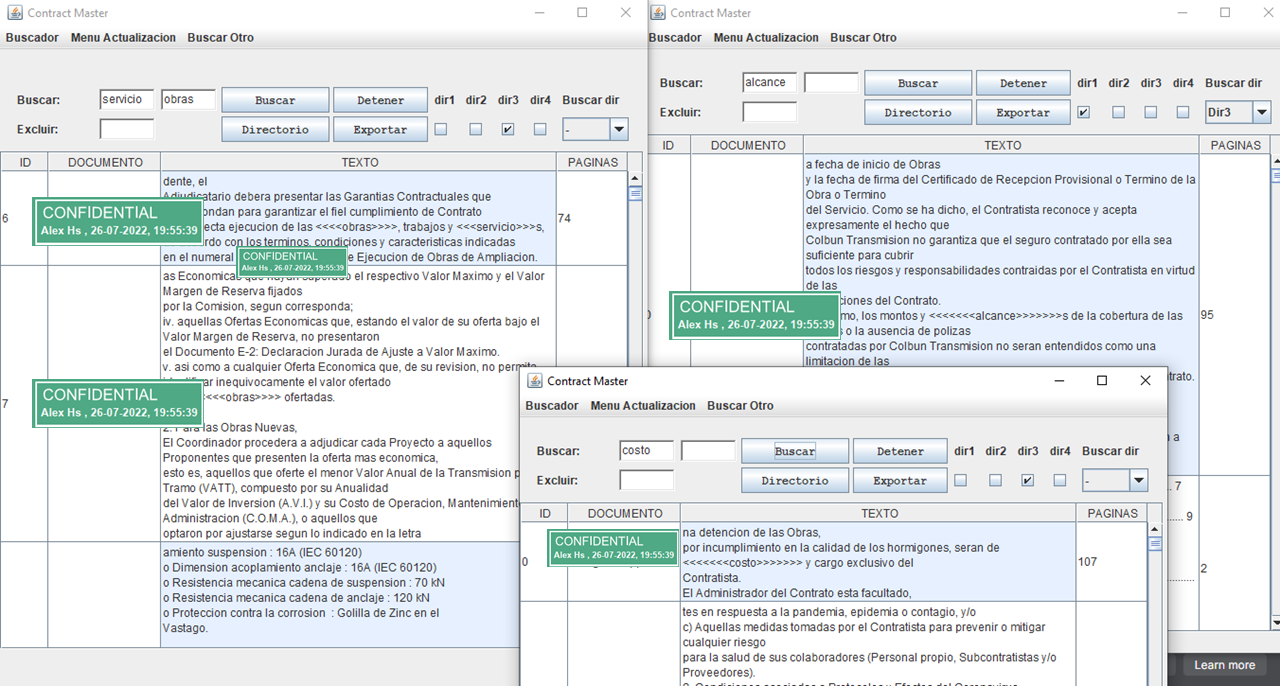 Contract Master
Buscador Menu Actualizacion Buscar Otro
Buscar: servicio obras Buscar Detener dir1 dir2 dir3 dir4 Buscar dir
Excluir: Directorio Exportar -
ID DOCUMENTO TEXTO PAGINAS
dente, el
Adjudicatario debera presentar las Garantias Contractuales que
ondan para garantizar el fiel cumplimiento de Contrato
6 74
ecta ejecucion de las <<<<obras>>>>, trabajos y <<<servicio>>>s,
rdo con los terminos, condiciones y caracteristicas indicadas
en el numeral e Ejecucion de Obras de Ampliacion.
CONFIDENTIAL
Alex Hs , 26-07-2022, 19:55:39
CONFIDENTIAL
Alex Hs , 26-07-2022, 19:55:39
as Economicas el respectivo Valor Maximo y el Valor
Margen de Reserva fijados
por la Comision, segun corresponda;
iv. aquellas Ofertas Economicas que, estando el valor de su oferta bajo el
Valor Margen de Reserva, no presentaron
el Documento E-2: Declaracion Jurada de Ajuste a Valor Maximo.
v. asi como a cualquier Oferta Economica que, de su revision, no permita
inequivocamente el valor ofertado
7
<<<obras>>>> ofertadas.
CONFIDENTIAL
Alex Hs , 26-07-2022, 19:55:39
2. Para las Obras Nuevas,
El Coordinador procedera a adjudicar cada Proyecto a aquellos
Proponentes que presenten la oferta mas economica,
esto es, aquellos que oferte el menor Valor Anual de la Transmision p
Tramo (VATT), compuesto por su Anualidad
del Valor de Inversion (A.V.I.) y su Costo de Operacion, Mantenimiento
Administracion (C.O.M.A.), o aquellos que
optaron por ajustarse segun lo indicado en la letra
amiento suspension : 16A (IEC 60120)
o Dimension acoplamiento anclaje : 16A (IEC 60120)
o Resistencia mecanica cadena de suspension : 70 kN
o Resistencia mecanica cadena de anclaje : 120 kN
o Proteccion contra la corrosion : Golilla de Zinc en el
Vastago.
Contract Master
Buscador Menu Actualizacion Buscar Otro
Buscar: alcance Buscar Detener dir1 dir2 dir3 dir4 Buscar dir
Excluir: Directorio Exportar Dir3
ID DOCUMENTO TEXTO PAGINAS
a fecha de inicio de Obras
y la fecha de firma del Certificado de Recepcion Provisional o Termino de la
Obra o Termino
del Servicio. Como se ha dicho, el Contratista reconoce y acepta
expresamente el hecho que
Colbun Transmision no garantiza que el seguro contratado por ella sea
suficiente para cubrir
todos los riesgos y responsabilidades contraidas por el Contratista en virtud
de las
ciones del Contrato.
mo, los montos y <<<<<<<alcance>>>>>>>s de la cobertura de las
95
o la ausencia de polizas
contratadas por Colbun Transmision no seran entendidos como una
limitacion de las
trato.
CONFIDENTIAL
Alex Hs , 26-07-2022, 19:55:39
a
. 7
9
2
Learn more
Contract Master
Buscador Menu Actualizacion Buscar Otro
Buscar: costo Buscar Detener dir1 dir2 dir3 dir4 Buscar dir
Excluir: Directorio Exportar -
ID DOCUMENTO TEXTO PAGINAS
na detencion de las Obras,
por incumplimiento en la calidad de los hormigones, seran de
0 <<<<<<<costo>>>>>>> y cargo exclusivo del 107
Contratista.
El Administrador del Contrato esta facultado,
CONFIDENTIAL
Alex Hs , 26-07-2022, 19:55:39
tes en respuesta a la pandemia, epidemia o contagio, y/o
c) Aquellas medidas tomadas por el Contratista para prevenir o mitigar
cualquier riesgo
para la salud de sus colaboradores (Personal propio, Subcontratistas y/o
Proveedores).